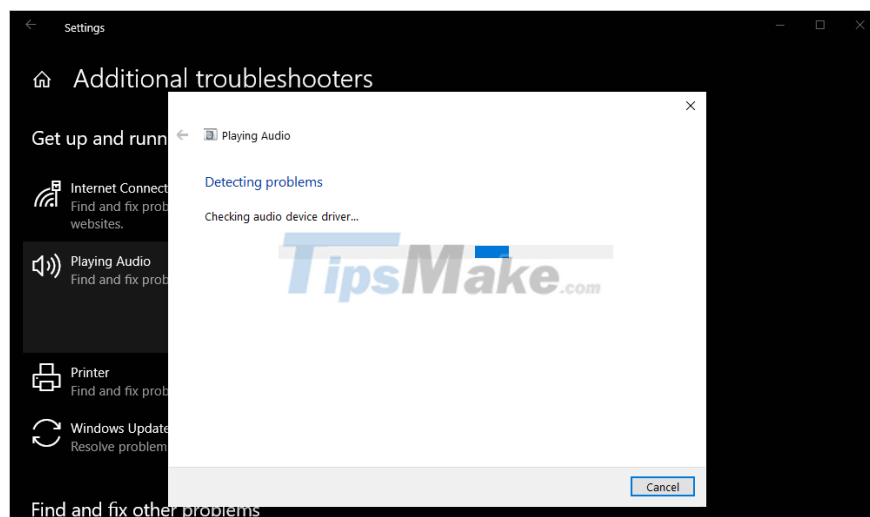 Settings
Additional troubleshooters
Get up and runn
Internet Connect
Find and fix prob
websites.
Playing Audio
Find and fix prob
Printer
Find and fix prob
Windows Update
Resolve problem
Find and fix other problems
Playing Audio
Detecting problems
Checking audio device driver...
TipsMake.com
Cancel